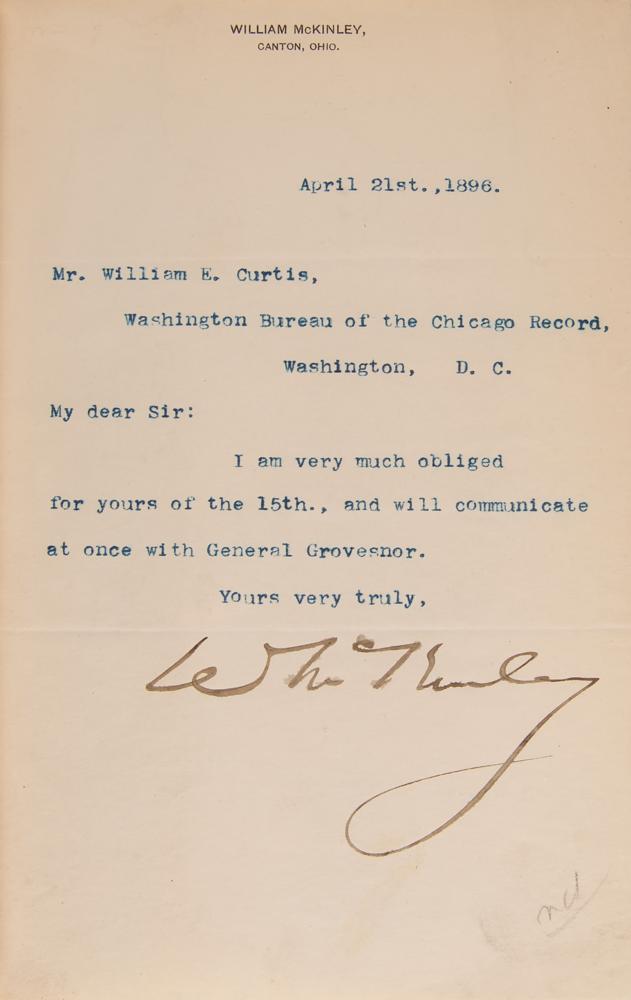 WILLIAM McKINLEY,
CANTON, OHIO.
April 21st.,1896.
Mr. William E. Curtis,
Washington Bureau of the Chicago Record,
Washington, D. C.
My dear Sir:
I am very much obliged
for yours of the 15th., and will communicate
at once with General Grovesnor.
Yours very truly,
Wm McKinley